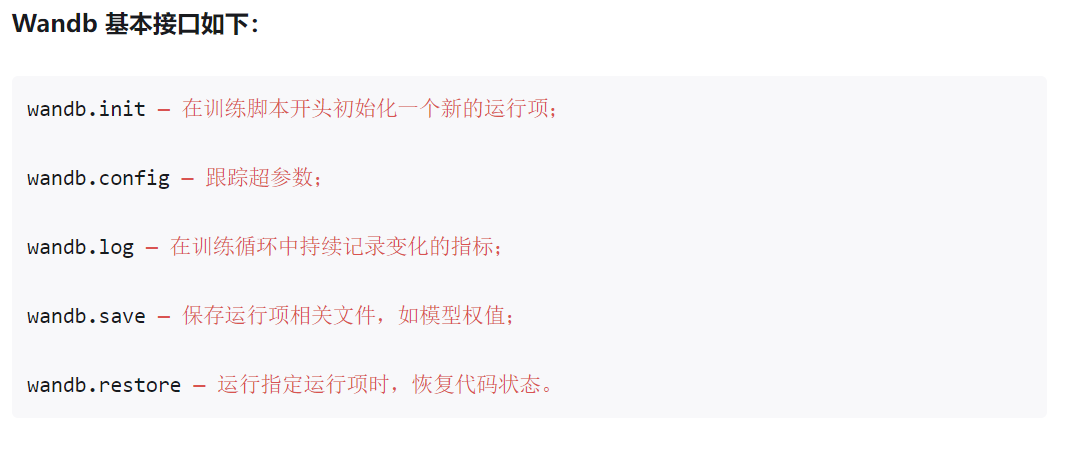 Wandb 基本接口如下：
wandb.init — 在训练脚本开头初始化一个新的运行项；
wandb.config — 跟踪超参数；
wandb.log — 在训练循环中持续记录变化的指标；
wandb.save — 保存运行项相关文件，如模型权值；
wandb.restore — 运行指定运行项时，恢复代码状态。